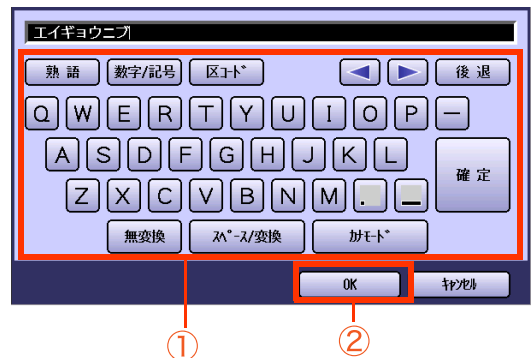 エイギョウニブ
熟語 数字/記号 区ｺｰﾄﾞ 後退
Q W E R T Y U I O P ー
A S D F G H J K L 確定
Z X C V B N M . _
無変換 ｽﾍﾟｰｽ/変換 ｶﾅﾓｰﾄﾞ
OK ｷｬﾝｾﾙ
① ②